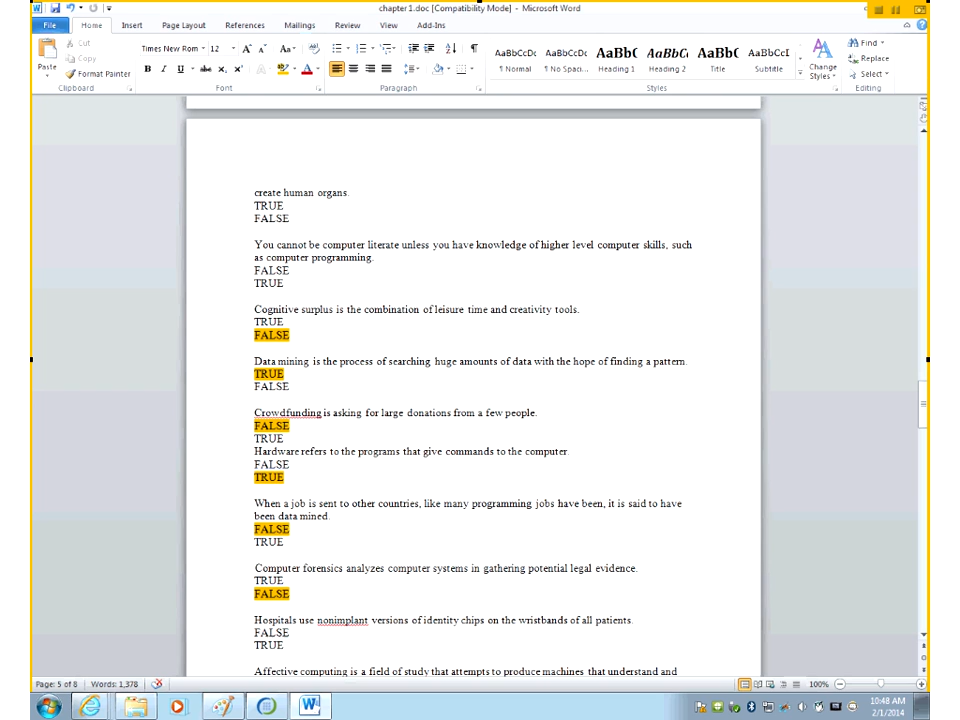 chapter 1.doc [Compatibility Mode] - Microsoft Word
File Home Insert Page Layout References Mailings Review View Add-Ins
Paste
Cut
Copy
Format Painter
Clipboard
Times New Rom 12
B I U abc
Font
Paragraph
AaBbCcDc AaBbCcDc AaBbC AaBbCc AaBbC AaBbCcI
¶ Normal ¶ No Spaci... Heading 1 Heading 2 Title Subtitle
Styles
Change Styles
Find
Replace
Select
Editing
create human organs.
TRUE
FALSE
You cannot be computer literate unless you have knowledge of higher level computer skills, such
as computer programming.
FALSE
TRUE
Cognitive surplus is the combination of leisure time and creativity tools.
TRUE
FALSE
Data mining is the process of searching huge amounts of data with the hope of finding a pattern.
TRUE
FALSE
Crowdfunding is asking for large donations from a few people.
FALSE
TRUE
Hardware refers to the programs that give commands to the computer.
FALSE
TRUE
When a job is sent to other countries, like many programming jobs have been, it is said to have
been data mined.
FALSE
TRUE
Computer forensics analyzes computer systems in gathering potential legal evidence.
TRUE
FALSE
Hospitals use nonimplant versions of identity chips on the wristbands of all patients.
FALSE
TRUE
Affective computing is a field of study that attempts to produce machines that understand and
Page: 5 of 8 Words: 1,378 100%
10:48 AM
2/1/2014